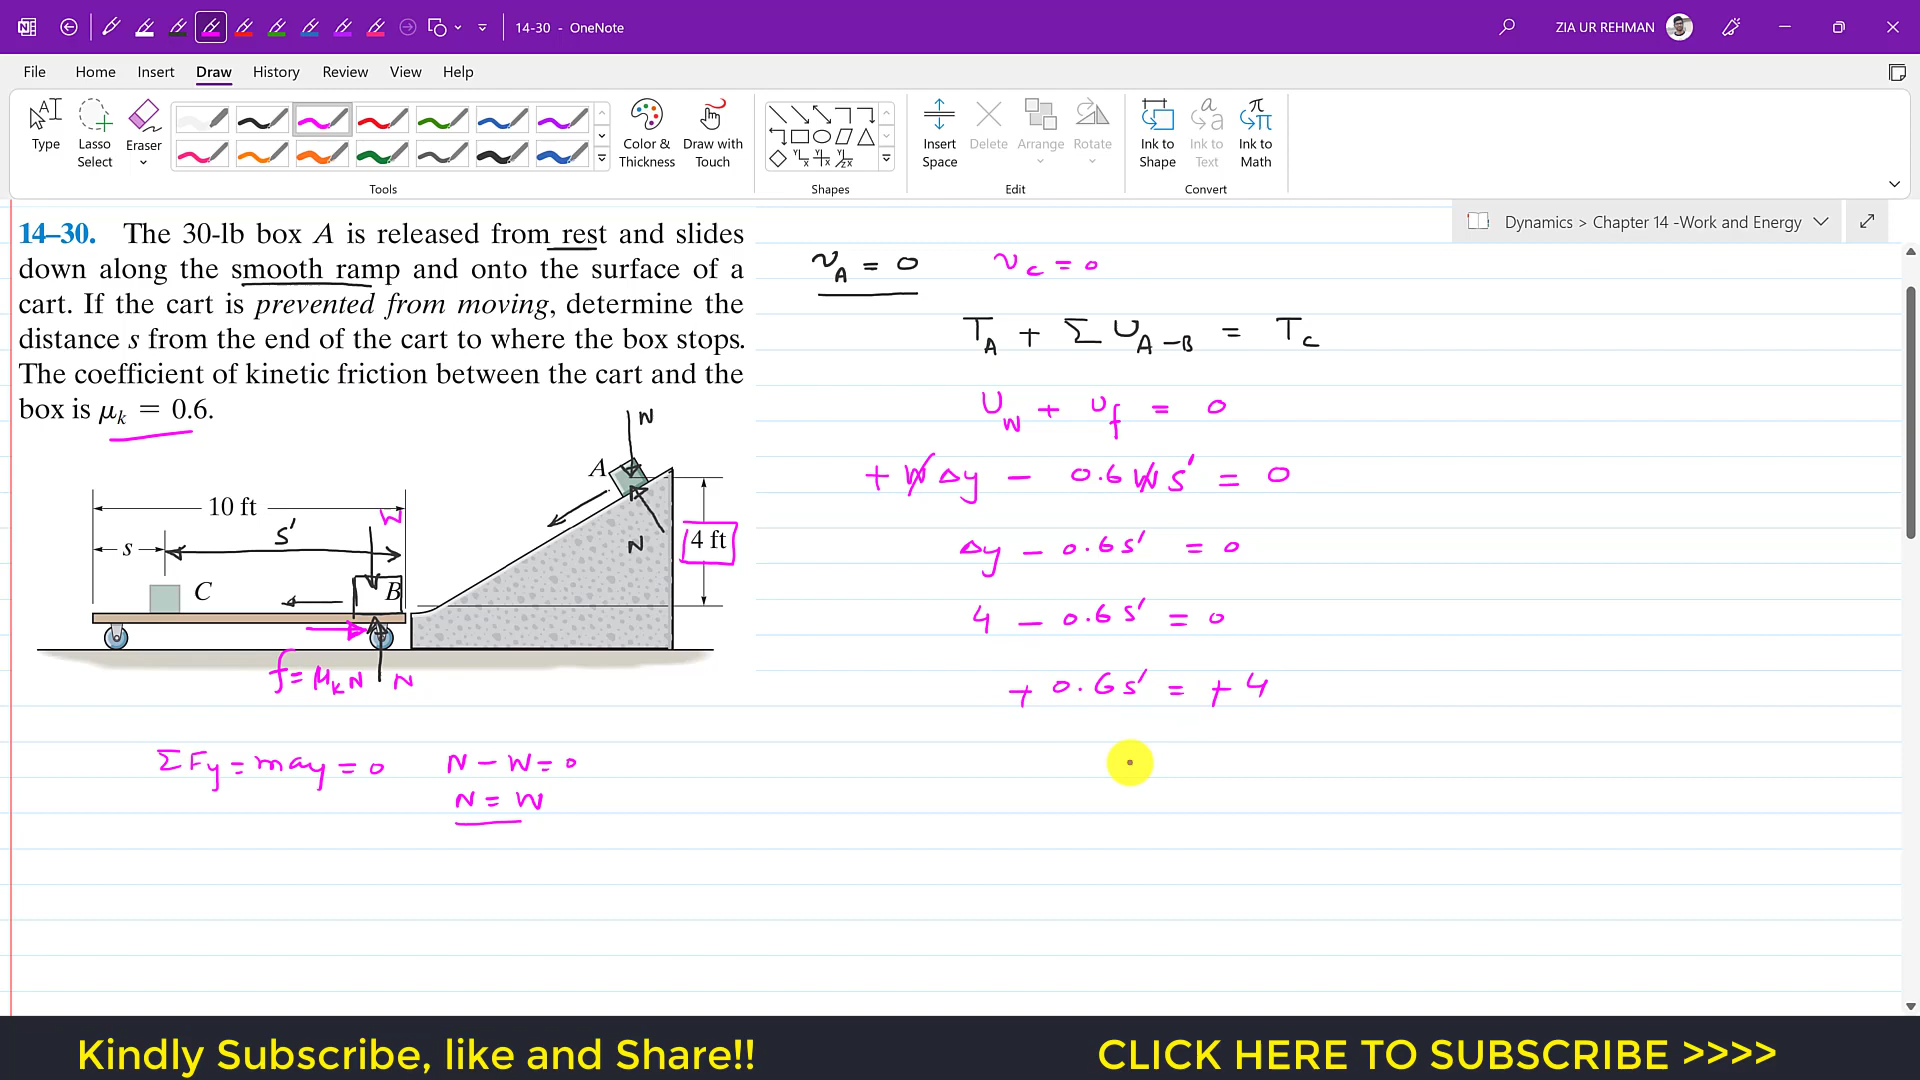 14-30 - OneNote
ZIA UR REHMAN
File Home Insert Draw History Review View Help
Type
Lasso Select
Eraser
Color & Thickness
Draw with Touch
Insert Space
Delete
Arrange
Rotate
Ink to Shape
Ink to Text
Ink to Math
Tools
Shapes
Edit
Convert
Dynamics > Chapter 14 -Work and Energy
14–30. The 30-lb box A is released from rest and slides
down along the smooth ramp and onto the surface of a
cart. If the cart is prevented from moving, determine the
distance s from the end of the cart to where the box stops.
The coefficient of kinetic friction between the cart and the
box is μk = 0.6.
N
A
10 ft
W
s'
N
4 ft
s
C
B
f = μk N
N
ΣFy = may = 0
N - W = 0
N = W
vA = 0
vC = 0
TA + Σ UA-B = TC
UW + Uf = 0
+ W Δy - 0.6 W s' = 0
Δy - 0.6 s' = 0
4 - 0.6 s' = 0
+ 0.6 s' = + 4
Kindly Subscribe, like and Share!!
CLICK HERE TO SUBSCRIBE >>>>